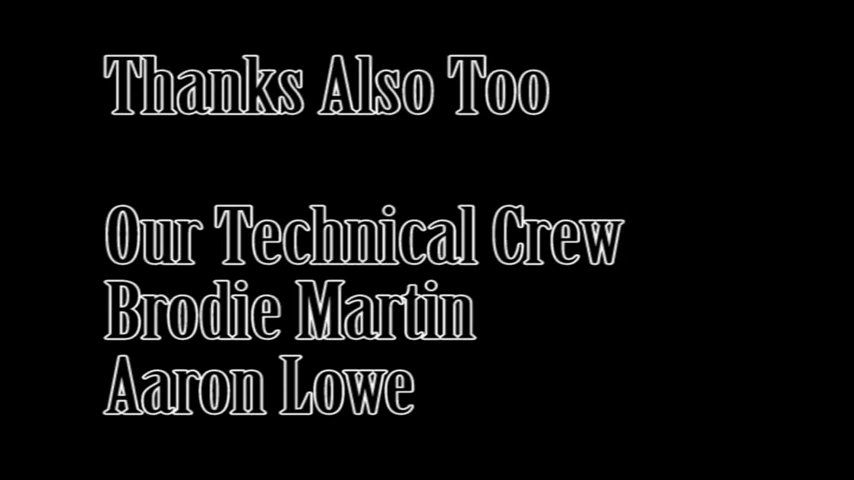 Thanks Also Too
Our Technical Crew
Brodie Martin
Aaron Lowe